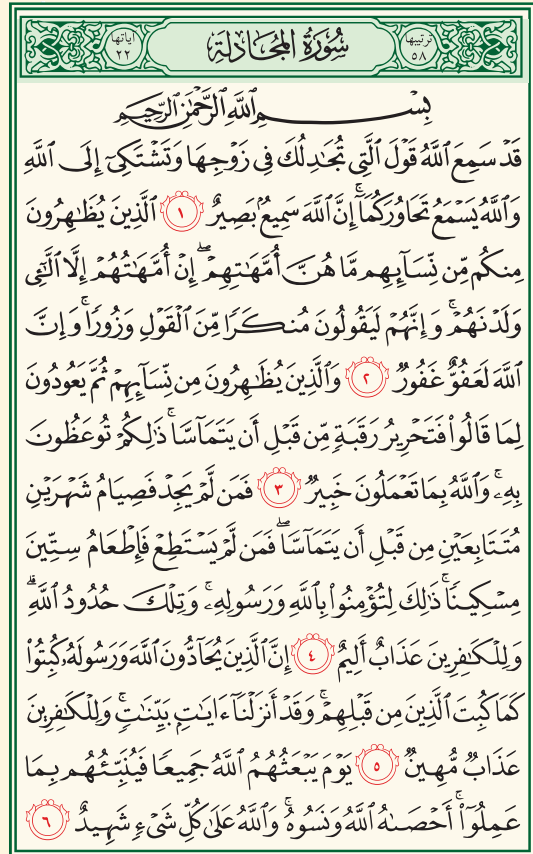 ترتيبها ٥٨ سُورَةُ المُجَادلَة اياتها ٢٢
بِسْمِ ٱللَّهِ ٱلرَّحْمَٰنِ ٱلرَّحِيمِ
قَدْ سَمِعَ ٱللَّهُ قَوْلَ ٱلَّتِى تُجَٰدِلُكَ فِى زَوْجِهَا وَتَشْتَكِىٓ إِلَى ٱللَّهِ
وَٱللَّهُ يَسْمَعُ تَحَاوُرَكُمَآۚ إِنَّ ٱللَّهَ سَمِيعٌۢ بَصِيرٌ ١ ٱلَّذِينَ يُظَٰهِرُونَ
مِنكُم مِّن نِّسَآئِهِم مَّا هُنَّ أُمَّهَٰتِهِمْۖ إِنْ أُمَّهَٰتُهُمْ إِلَّا ٱلَّٰٓـِٔى
وَلَدْنَهُمْۚ وَإِنَّهُمْ لَيَقُولُونَ مُنكَرًا مِّنَ ٱلْقَوْلِ وَزُورًاۚ وَإِنَّ
ٱللَّهَ لَعَفُوٌّ غَفُورٌ ٢ وَٱلَّذِينَ يُظَٰهِرُونَ مِن نِّسَآئِهِمْ ثُمَّ يَعُودُونَ
لِمَا قَالُوا۟ فَتَحْرِيرُ رَقَبَةٍ مِّن قَبْلِ أَن يَتَمَآسَّاۚ ذَٰلِكُمْ تُوعَظُونَ
بِهِۦۚ وَٱللَّهُ بِمَا تَعْمَلُونَ خَبِيرٌ ٣ فَمَن لَّمْ يَجِدْ فَصِيَامُ شَهْرَيْنِ
مُتَتَابِعَيْنِ مِن قَبْلِ أَن يَتَمَآسَّاۖ فَمَن لَّمْ يَسْتَطِعْ فَإِطْعَامُ سِتِّينَ
مِسْكِينًاۚ ذَٰلِكَ لِتُؤْمِنُوا۟ بِٱللَّهِ وَرَسُولِهِۦۚ وَتِلْكَ حُدُودُ ٱللَّهِۗ
وَلِلْكَٰفِرِينَ عَذَابٌ أَلِيمٌ ٤ إِنَّ ٱلَّذِينَ يُحَآدُّونَ ٱللَّهَ وَرَسُولَهُۥ كُبِتُوا۟
كَمَا كُبِتَ ٱلَّذِينَ مِن قَبْلِهِمْۚ وَقَدْ أَنزَلْنَآ ءَايَٰتٍۭ بَيِّنَٰتٍۚ وَلِلْكَٰفِرِينَ
عَذَابٌ مُّهِينٌ ٥ يَوْمَ يَبْعَثُهُمُ ٱللَّهُ جَمِيعًا فَيُنَبِّئُهُم بِمَا
عَمِلُوٓا۟ۚ أَحْصَىٰهُ ٱللَّهُ وَنَسُوهُۚ وَٱللَّهُ عَلَىٰ كُلِّ شَىْءٍ شَهِيدٌ ٦